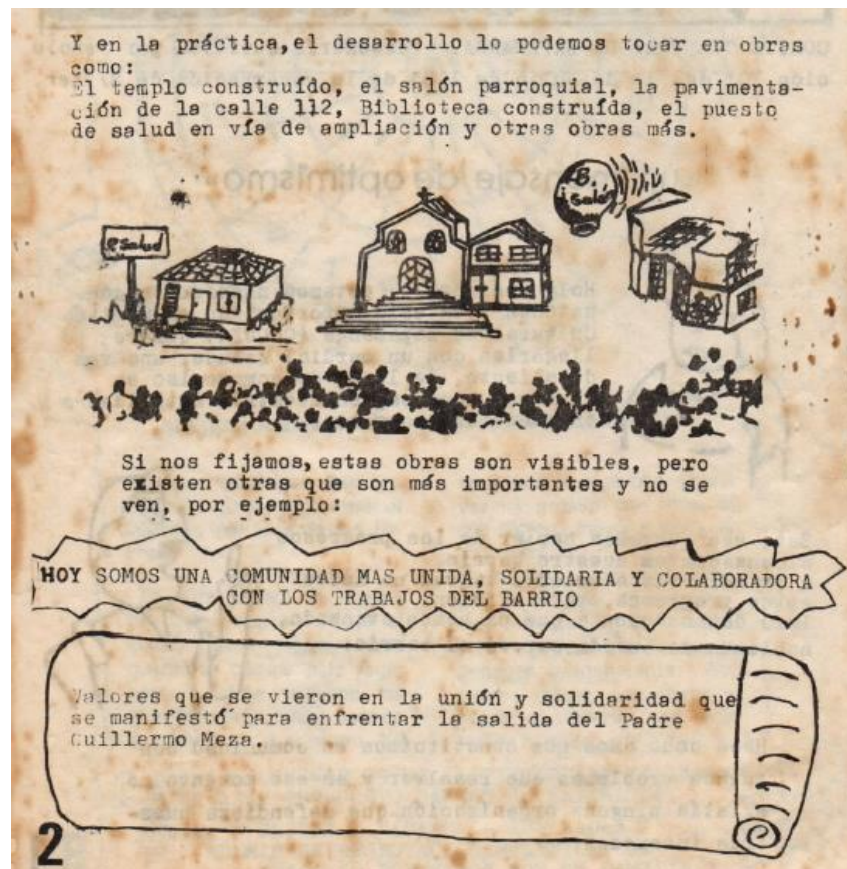 Y en la práctica, el desarrollo lo podemos tocar en obras
como:
El templo construído, el salón parroquial, la pavimenta-
ción de la calle 112, Biblioteca construída, el puesto
de salud en vía de ampliación y otras obras más.
B.
salón
P salud
Si nos fijamos, estas obras son visibles, pero
existen otras que son más importantes y no se
ven, por ejemplo:
HOY SOMOS UNA COMUNIDAD MAS UNIDA, SOLIDARIA Y COLABORADORA
CON LOS TRABAJOS DEL BARRIO
Valores que se vieron en la unión y solidaridad que
se manifestó para enfrentar la salida del Padre
Guillermo Meza.
2